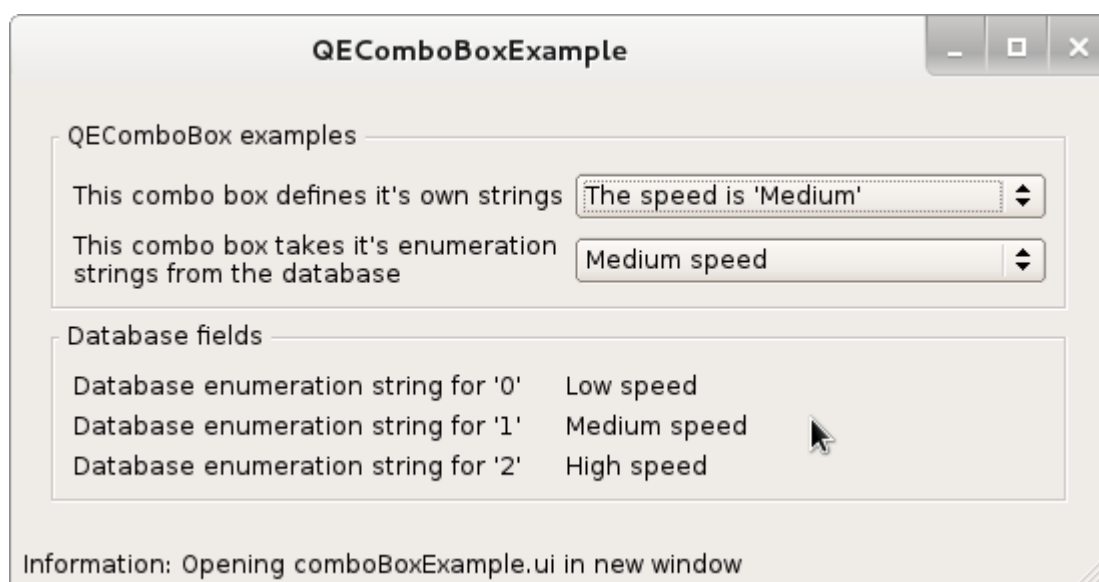 QEComboBoxExample
QEComboBox examples
This combo box defines it's own strings
The speed is 'Medium'
This combo box takes it's enumeration
strings from the database
Medium speed
Database fields
Database enumeration string for '0' Low speed
Database enumeration string for '1' Medium speed
Database enumeration string for '2' High speed
Information: Opening comboBoxExample.ui in new window